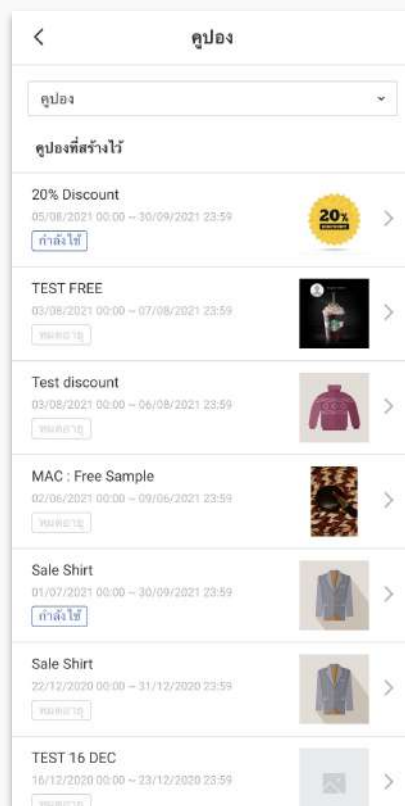 คูปอง
คูปอง
คูปองที่สร้างไว้
20% Discount
05/08/2021 00:00 ~ 30/09/2021 23:59
กำลังใช้
20%
TEST FREE
03/08/2021 00:00 ~ 07/08/2021 23:59
หมดอายุ
Test discount
03/08/2021 00:00 ~ 06/08/2021 23:59
หมดอายุ
MAC : Free Sample
02/06/2021 00:00 ~ 09/06/2021 23:59
หมดอายุ
Sale Shirt
01/07/2021 00:00 ~ 30/09/2021 23:59
กำลังใช้
Sale Shirt
22/12/2020 00:00 ~ 31/12/2020 23:59
หมดอายุ
TEST 16 DEC
16/12/2020 00:00 ~ 23/12/2020 23:59
หมดอายุ